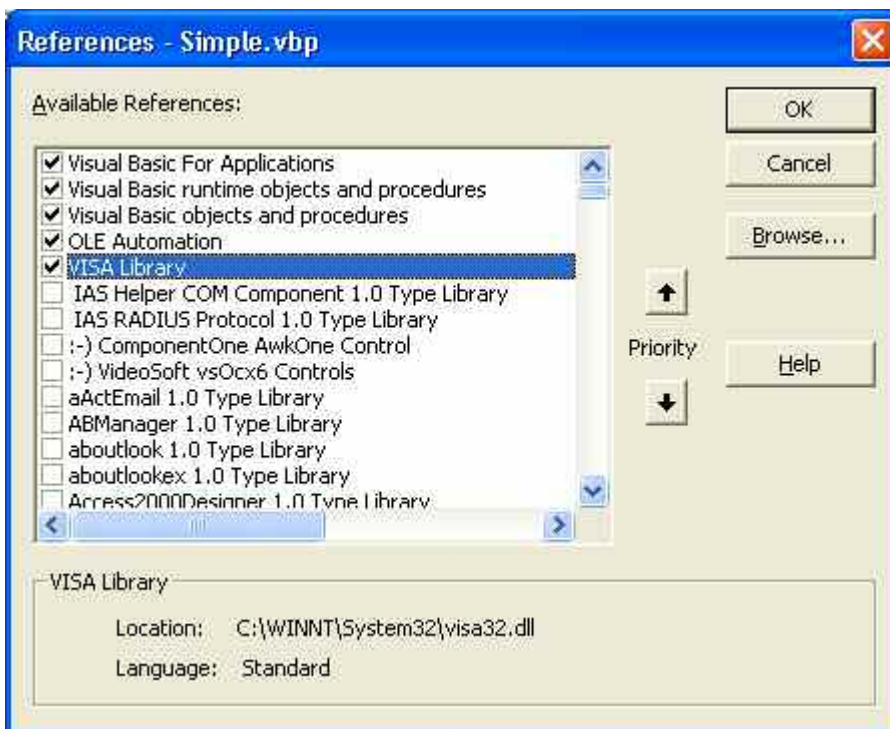 References - Simple.vbp
Available References:
OK
Visual Basic For Applications
Cancel
Visual Basic runtime objects and procedures
Visual Basic objects and procedures
OLE Automation
Browse...
VISA Library
IAS Helper COM Component 1.0 Type Library
IAS RADIUS Protocol 1.0 Type Library
:-) ComponentOne AwkOne Control
Priority
:-) VideoSoft vsOcx6 Controls
Help
aActEmail 1.0 Type Library
ABManager 1.0 Type Library
aboutlook 1.0 Type Library
aboutlookex 1.0 Type Library
Access2000Designer 1.0 Type Library
VISA Library
Location: C:\WINNT\System32\visa32.dll
Language: Standard